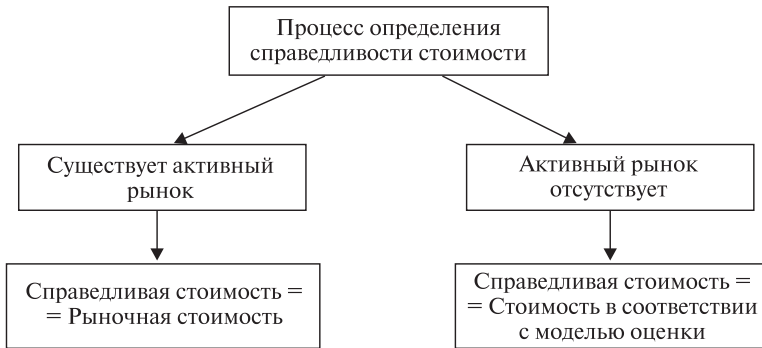 Процесс определения
справедливости стоимости
Существует активный
рынок
Активный рынок
отсутствует
Справедливая стоимость =
= Рыночная стоимость
Справедливая стоимость =
= Стоимость в соответствии
с моделью оценки